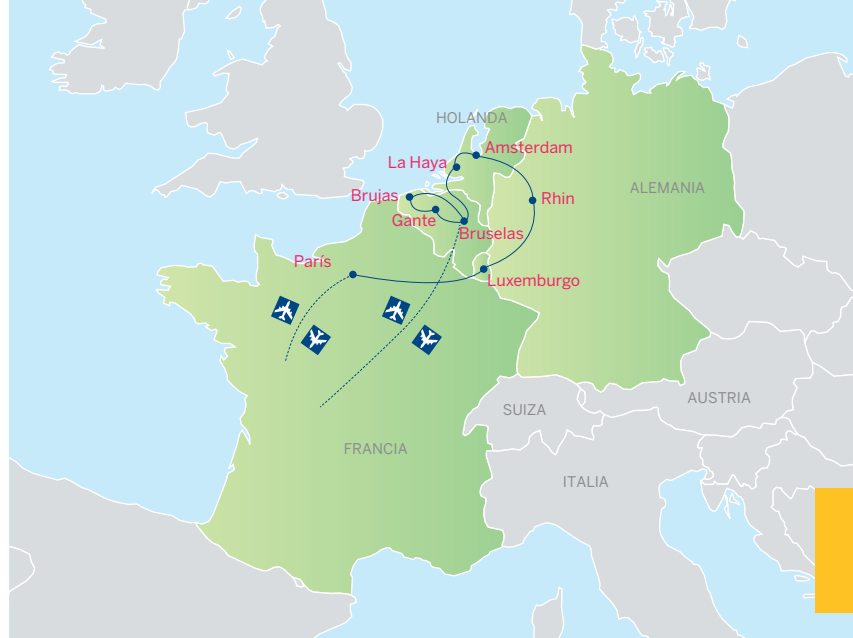 HOLANDA
Amsterdam
La Haya
ALEMANIA
Brujas
Rhin
Gante
Bruselas
París
Luxemburgo
AUSTRIA
SUIZA
FRANCIA
ITALIA